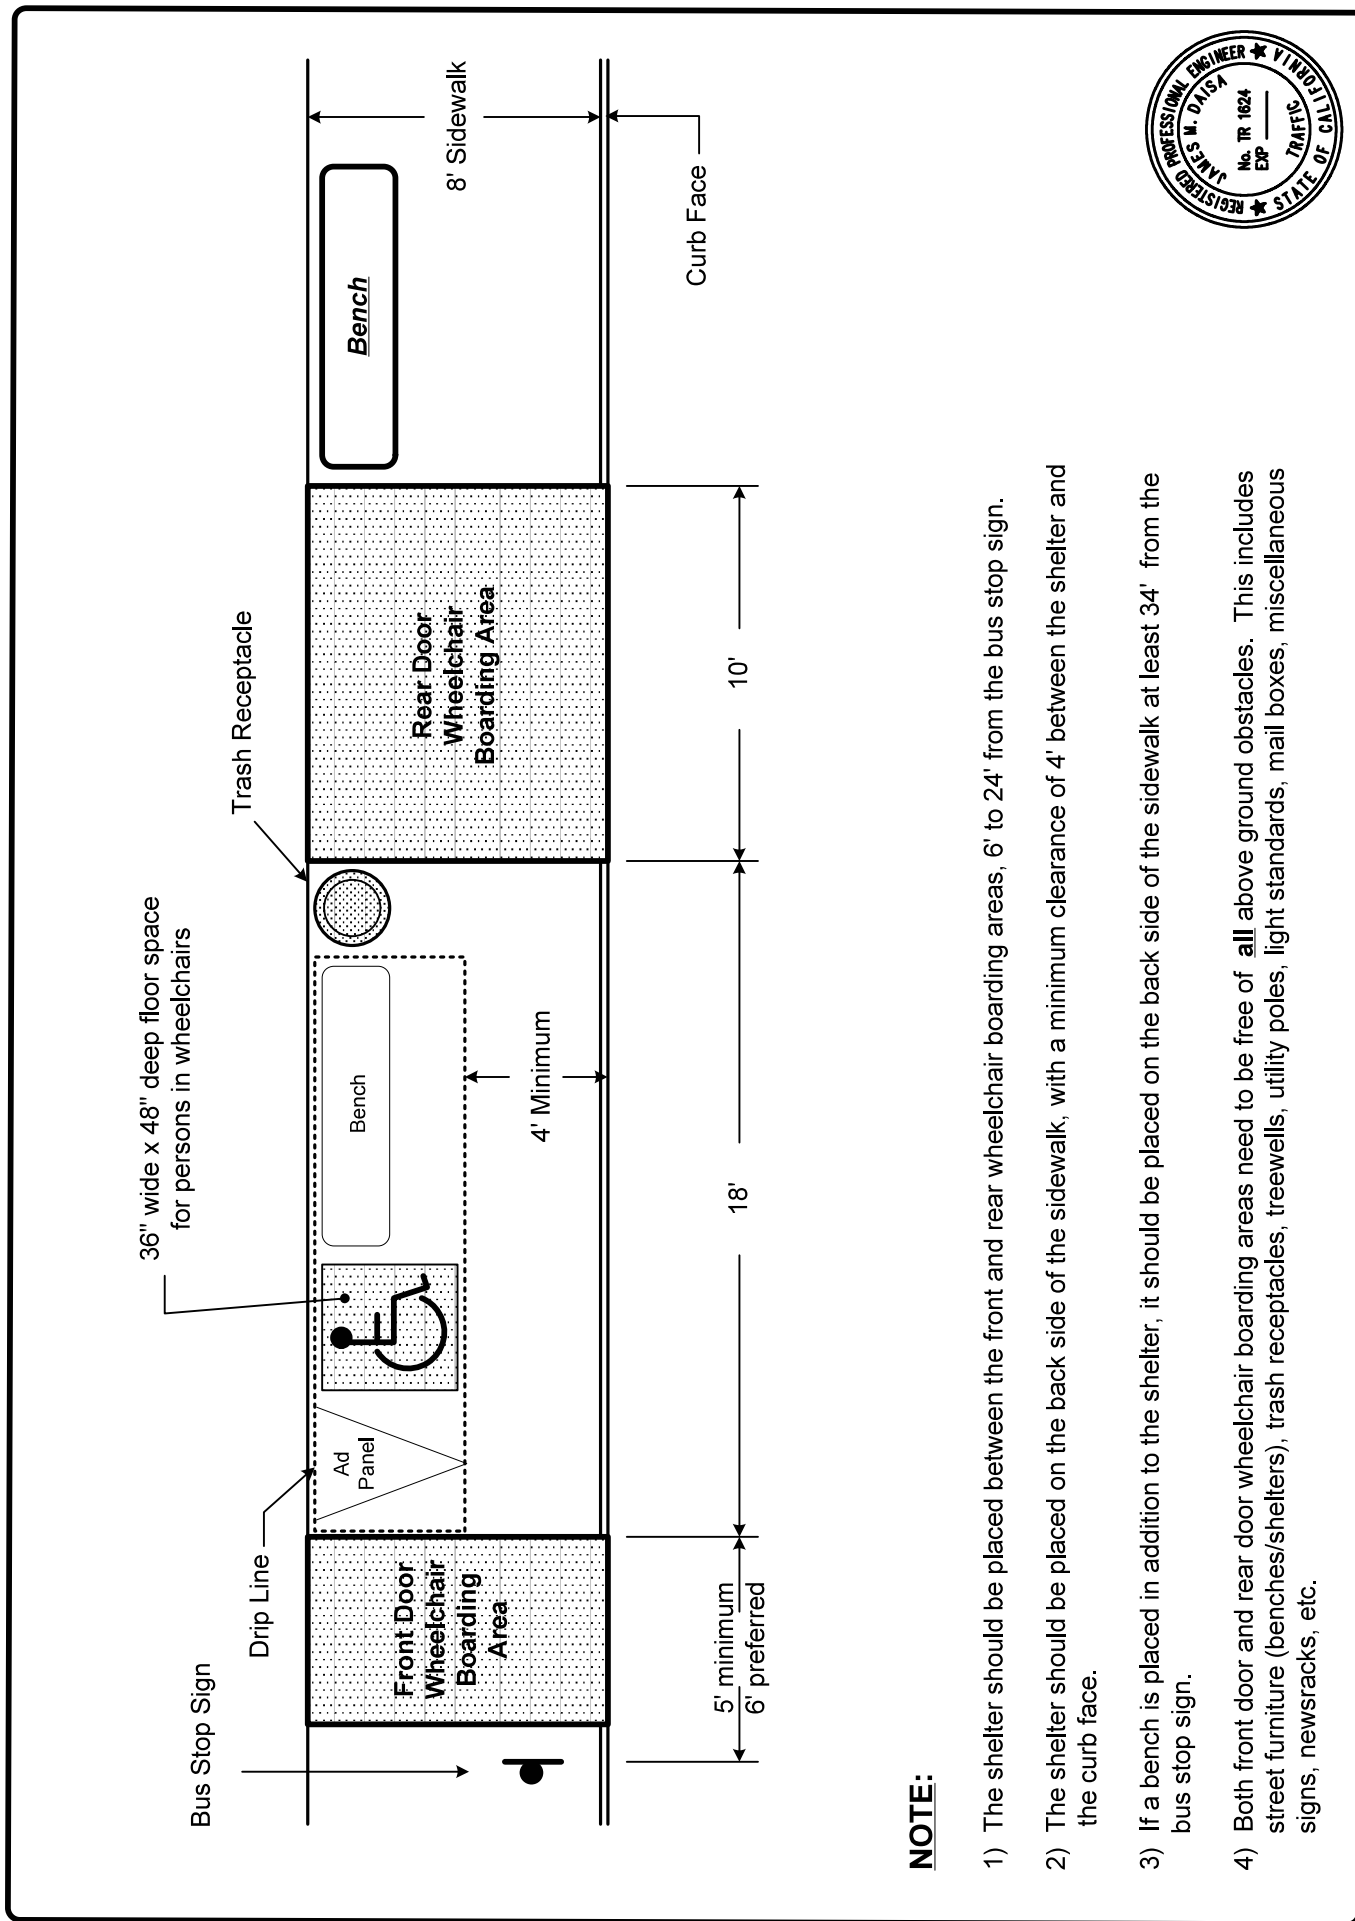 Bus Stop Sign
Drip Line
36" wide x 48" deep floor space
for persons in wheelchairs
Trash Receptacle
Front Door
Wheelchair
Boarding
Area
Ad
Panel
Bench
Rear Door
Wheelchair
Boarding Area
Bench
8' Sidewalk
4' Minimum
Curb Face
5' minimum
6' preferred
18'
10'
NOTE:
1) The shelter should be placed between the front and rear wheelchair boarding areas, 6' to 24' from the bus stop sign.
2) The shelter should be placed on the back side of the sidewalk, with a minimum clearance of 4' between the shelter and
the curb face.
3) If a bench is placed in addition to the shelter, it should be placed on the back side of the sidewalk at least 34' from the
bus stop sign.
4) Both front door and rear door wheelchair boarding areas need to be free of all above ground obstacles. This includes
street furniture (benches/shelters), trash receptacles, treewells, utility poles, light standards, mail boxes, miscellaneous
signs, newsracks, etc.
REGISTERED PROFESSIONAL ENGINEER
JAMES M. DAISA
No. TR 1624
EXP
TRAFFIC
STATE OF CALIFORNIA